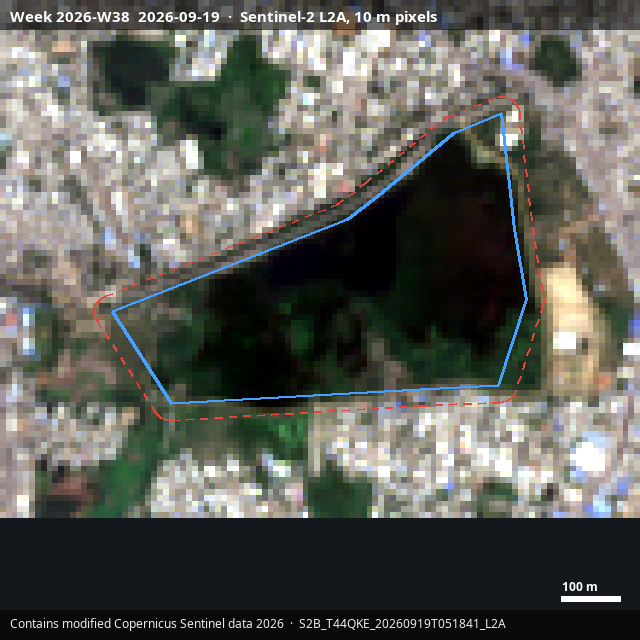 Week 2026-W38  2026-09-19  ·  Sentinel-2 L2A, 10 m pixels
100 m
Contains modified Copernicus Sentinel data 2026  ·  S2B_T44QKE_20260919T051841_L2A